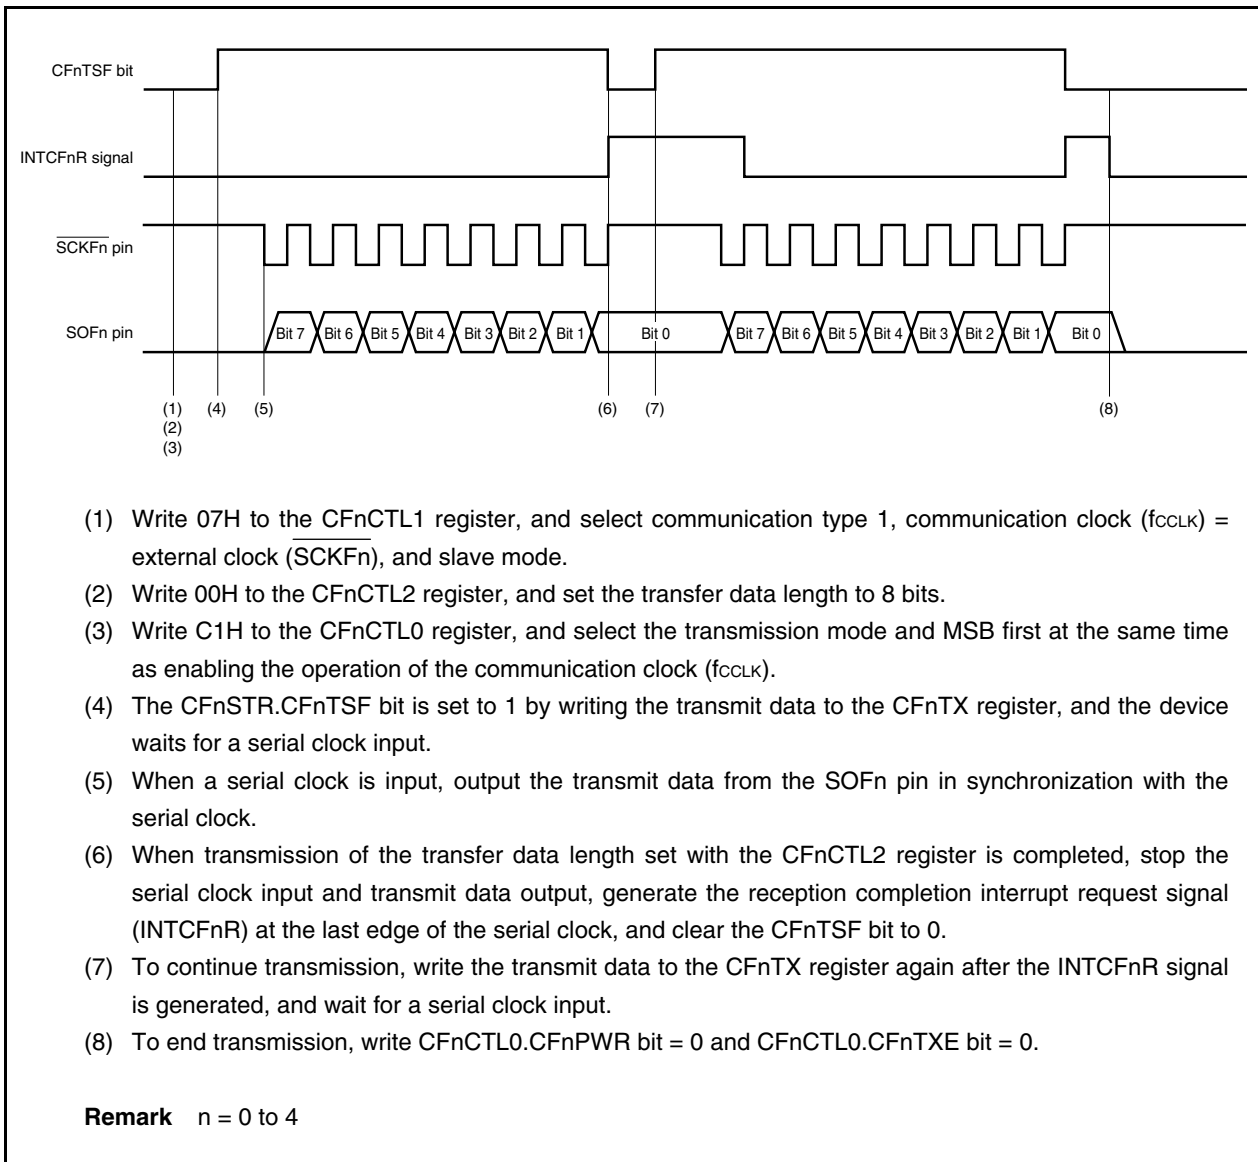 CFnTSF bit
INTCFnR signal
SCKFn pin
SOFn pin
Bit 7 Bit 6 Bit 5 Bit 4 Bit 3 Bit 2 Bit 1 Bit 0 Bit 7 Bit 6 Bit 5 Bit 4 Bit 3 Bit 2 Bit 1 Bit 0
(1) (4) (5) (6) (7) (8)
(2)
(3)
(1) Write 07H to the CFnCTL1 register, and select communication type 1, communication clock (fCCLK) =
external clock (SCKFn), and slave mode.
(2) Write 00H to the CFnCTL2 register, and set the transfer data length to 8 bits.
(3) Write C1H to the CFnCTL0 register, and select the transmission mode and MSB first at the same time
as enabling the operation of the communication clock (fCCLK).
(4) The CFnSTR.CFnTSF bit is set to 1 by writing the transmit data to the CFnTX register, and the device
waits for a serial clock input.
(5) When a serial clock is input, output the transmit data from the SOFn pin in synchronization with the
serial clock.
(6) When transmission of the transfer data length set with the CFnCTL2 register is completed, stop the
serial clock input and transmit data output, generate the reception completion interrupt request signal
(INTCFnR) at the last edge of the serial clock, and clear the CFnTSF bit to 0.
(7) To continue transmission, write the transmit data to the CFnTX register again after the INTCFnR signal
is generated, and wait for a serial clock input.
(8) To end transmission, write CFnCTL0.CFnPWR bit = 0 and CFnCTL0.CFnTXE bit = 0.
Remark n = 0 to 4